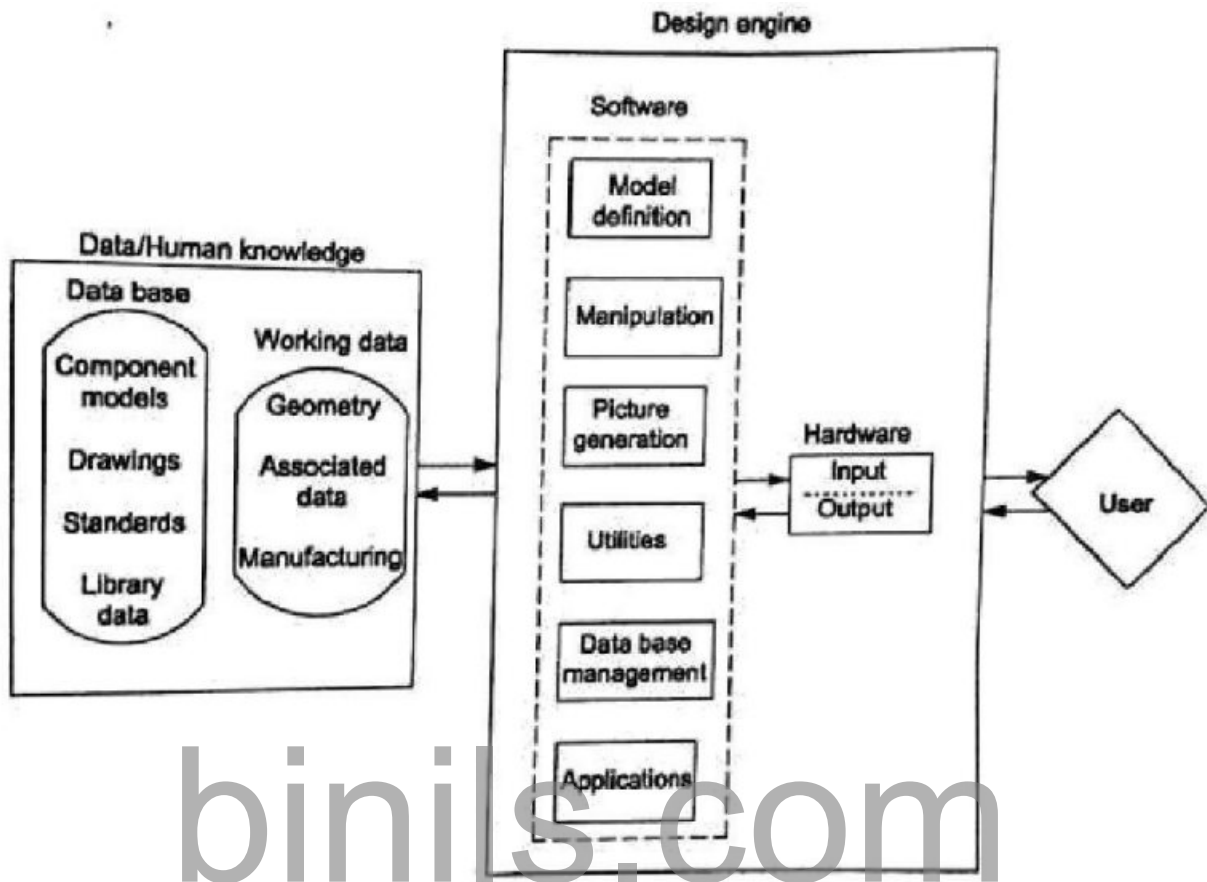 Design engine
Software
Model
definition
Manipulation
Picture
generation
Utilities
Data base
management
Applications
Data/Human knowledge
Data base
Component
models
Drawings
Standards
Library
data
Working data
Geometry
Associated
data
Manufacturing
Hardware
Input
Output
User
binils.com